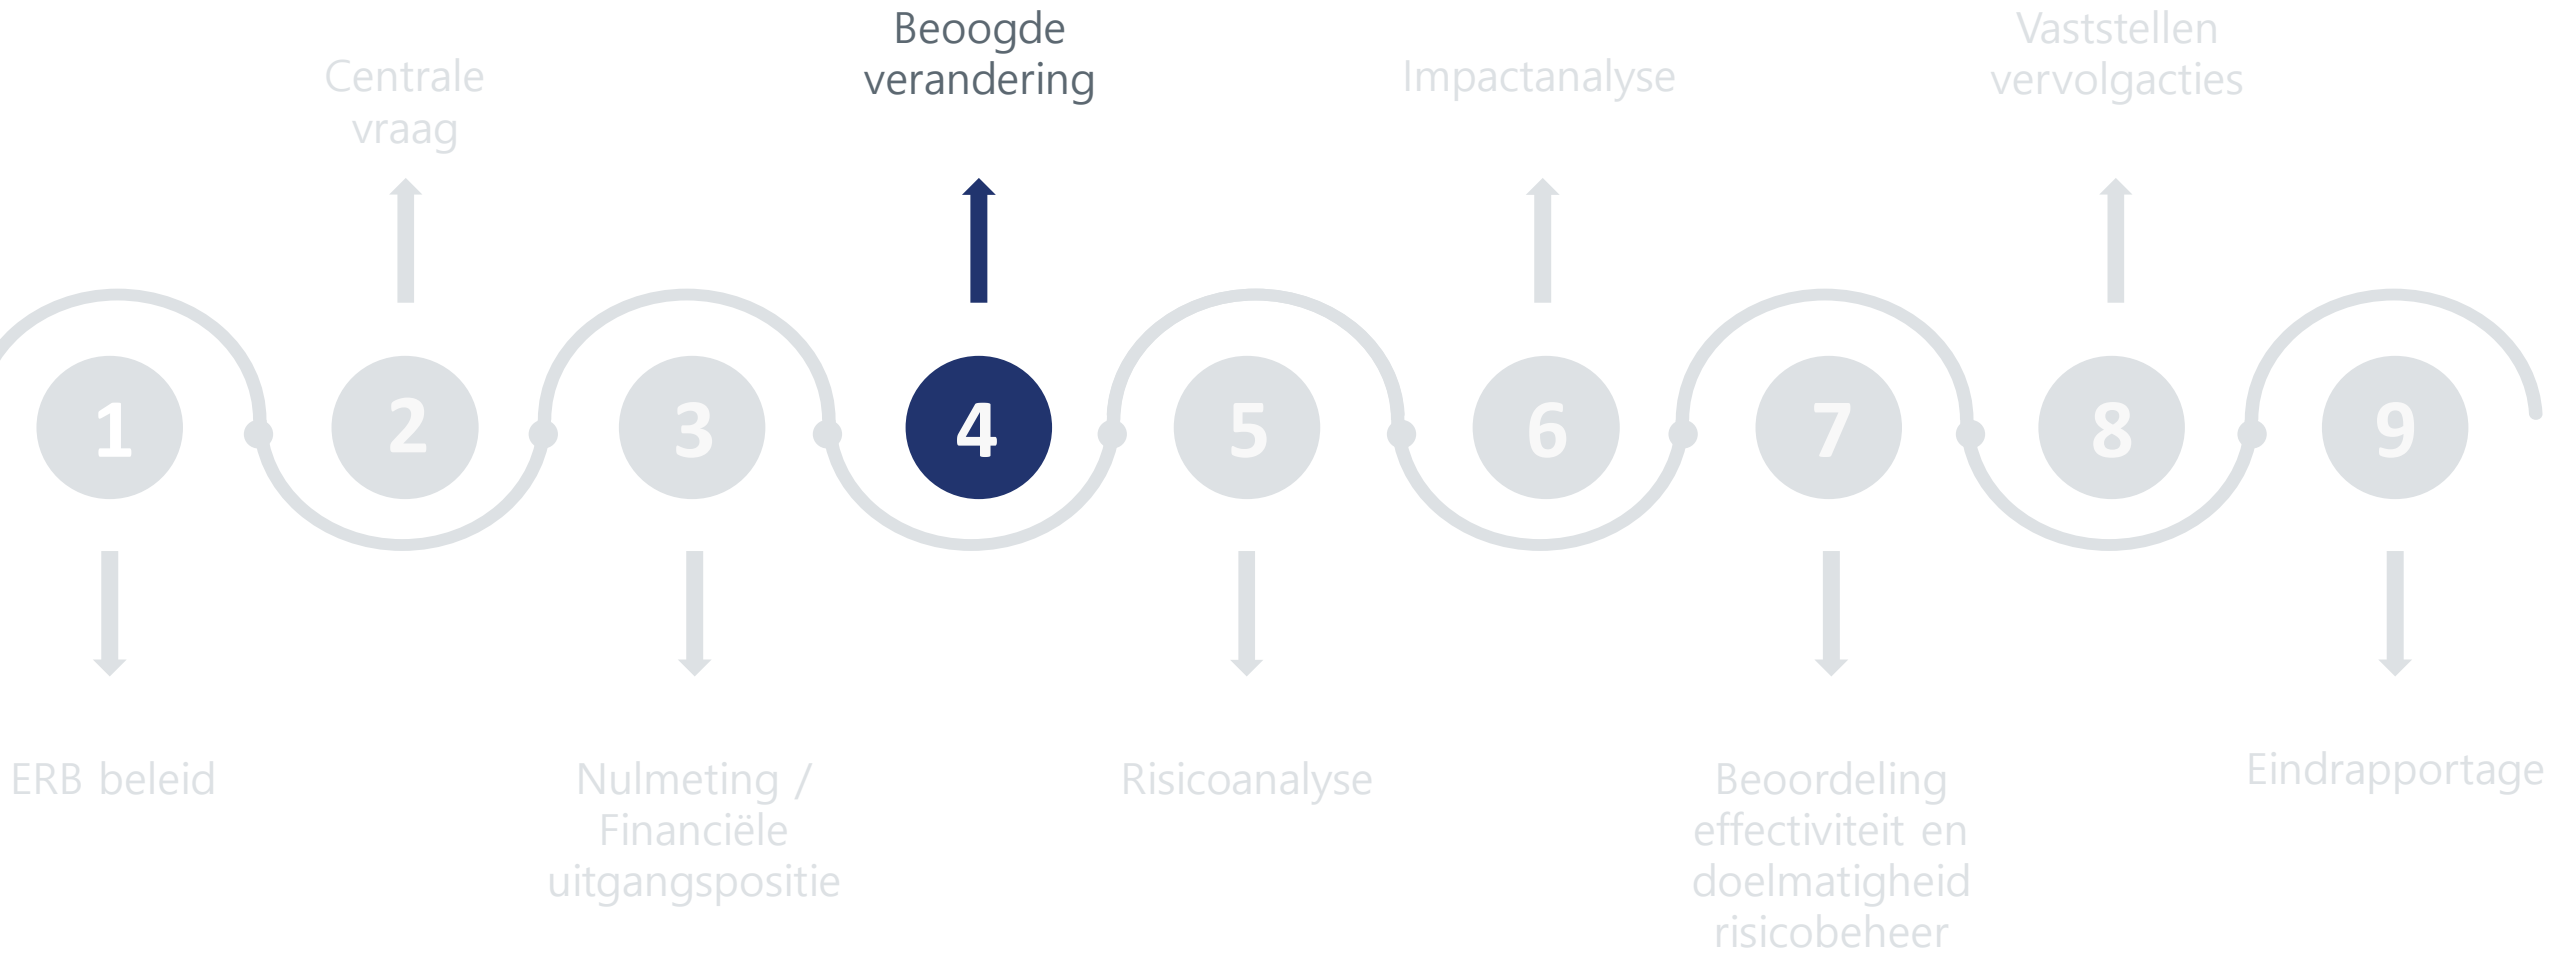 Beoogde
verandering
Vaststellen
vervolgacties
Centrale
vraag
Impactanalyse
1
2
3
4
5
6
7
8
9
ERB beleid
Nulmeting /
Financiële
uitgangspositie
Risicoanalyse
Beoordeling
effectiviteit en
doelmatigheid
risicobeheer
Eindrapportage